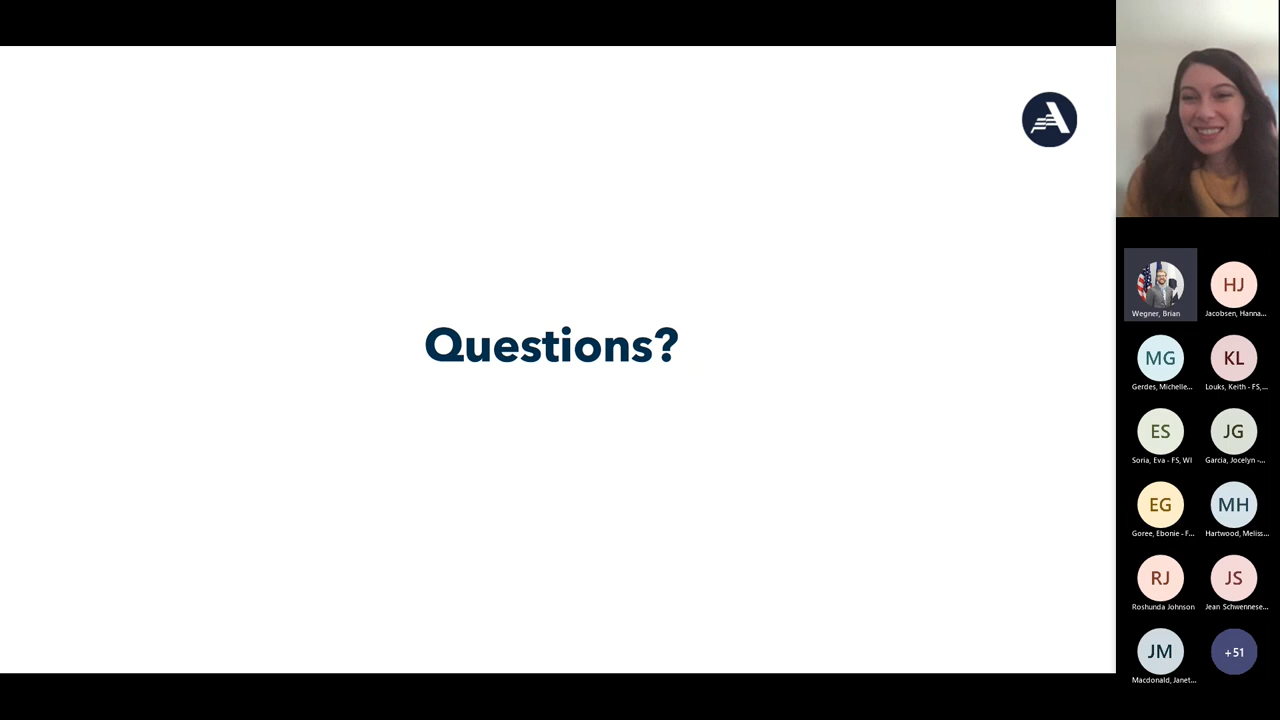 A
Questions?
Wegner, Brian
HJ
Jacobsen, Hanna...
MG
Gerdes, Michelle...
KL
Louks, Keith - FS,...
ES
Soria, Eva - FS, WI
JG
Garcia, Jocelyn -...
EG
Goree, Ebonie - F...
MH
Hartwood, Meliss...
RJ
Roshunda Johnson
JS
Jean Schwennese...
JM
Macdonald, Janet...
+51